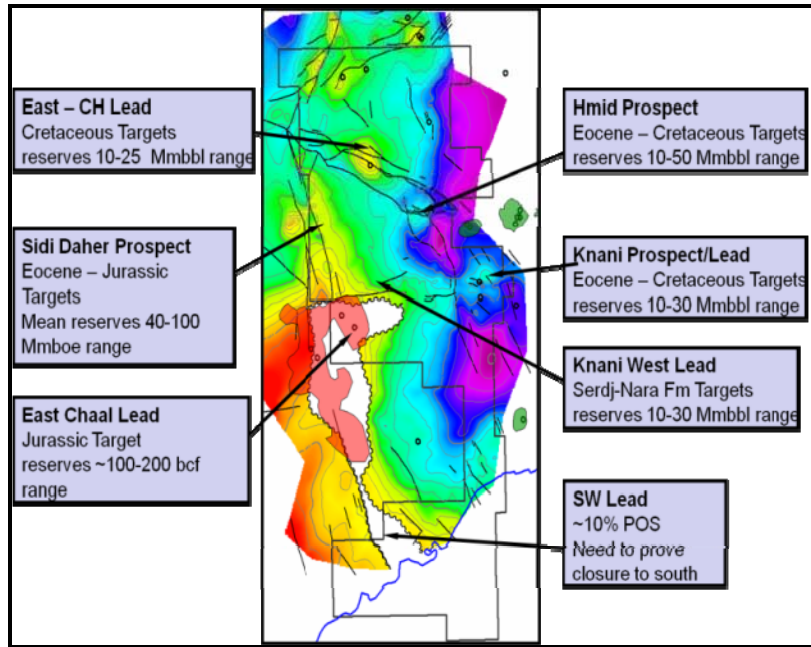 East – CH Lead
Cretaceous Targets
reserves 10-25 Mmbbl range
Sidi Daher Prospect
Eocene – Jurassic
Targets
Mean reserves 40-100
Mmboe range
East Chaal Lead
Jurassic Target
reserves ~100-200 bcf
range
Hmid Prospect
Eocene – Cretaceous Targets
reserves 10-50 Mmbbl range
Knani Prospect/Lead
Eocene – Cretaceous Targets
reserves 10-30 Mmbbl range
Knani West Lead
Serdj-Nara Fm Targets
reserves 10-30 Mmbbl range
SW Lead
~10% POS
Need to prove
closure to south